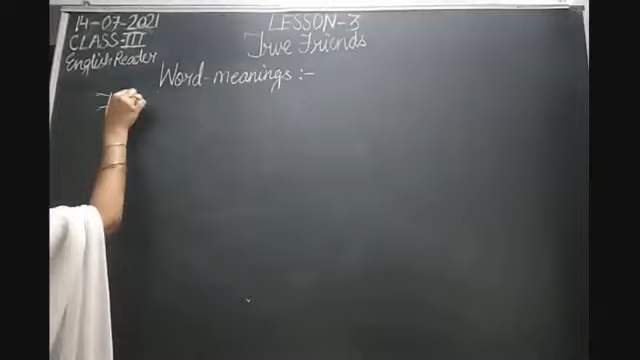 14-07-2021
CLASS-III
English Reader
LESSON-3
True Friends
Word-meanings :-